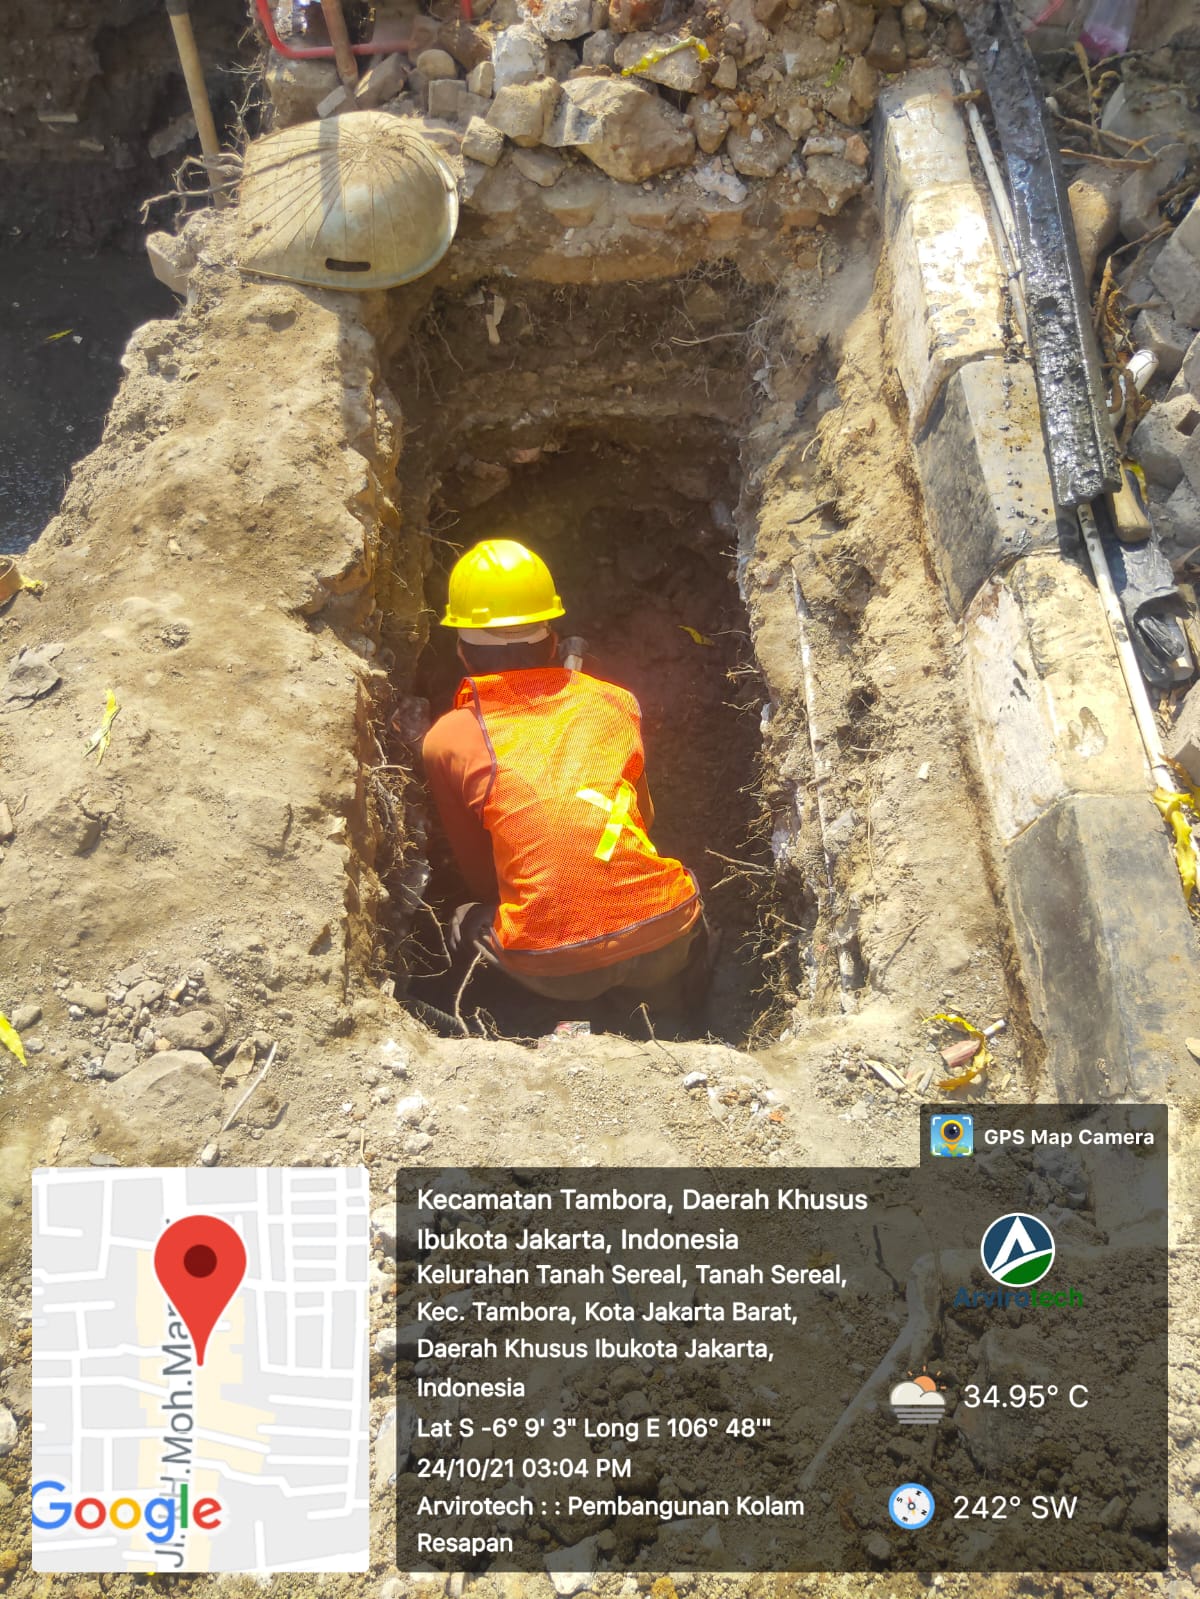 GPS Map Camera
Kecamatan Tambora, Daerah Khusus
Ibukota Jakarta, Indonesia
Kelurahan Tanah Sereal, Tanah Sereal,
Kec. Tambora, Kota Jakarta Barat,
Daerah Khusus Ibukota Jakarta,
Indonesia
Lat S -6° 9' 3" Long E 106° 48'"
24/10/21 03:04 PM
Arvirotech : : Pembangunan Kolam
Resapan
Arvirotech
34.95° C
242° SW
Google
Jl. H.Moh.Ma